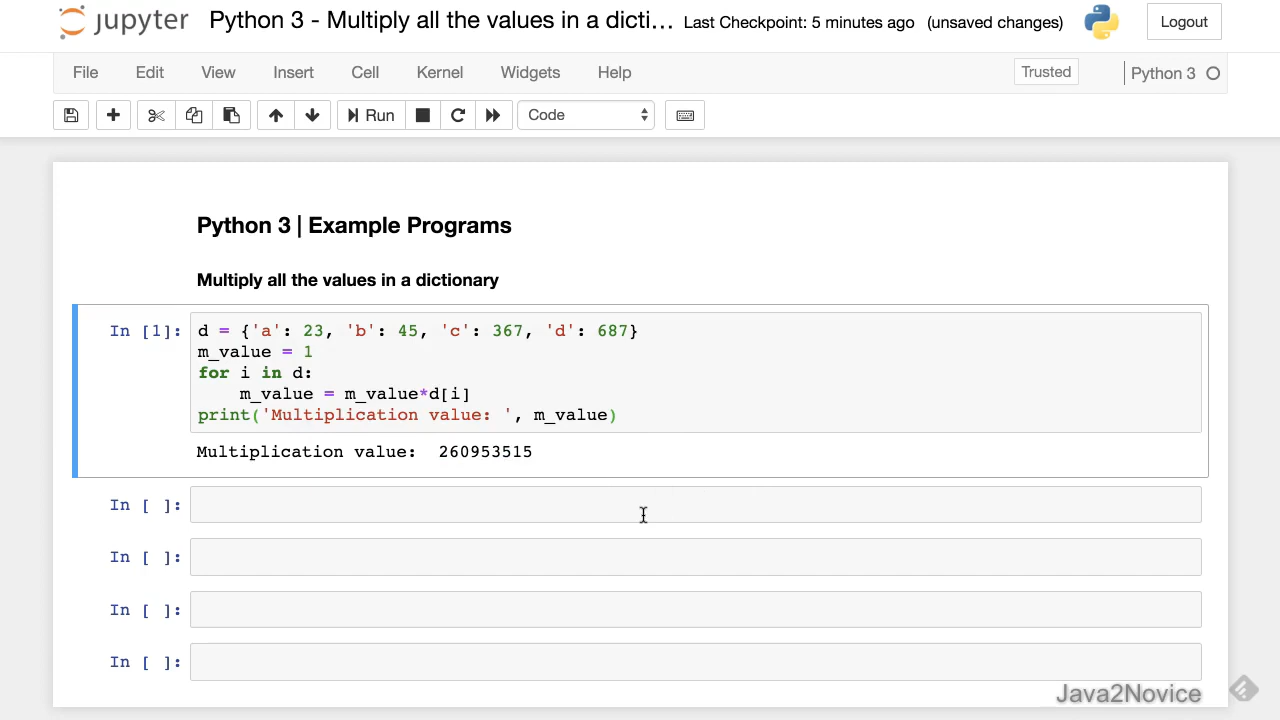 jupyter Python 3 - Multiply all the values in a dicti... Last Checkpoint: 5 minutes ago (unsaved changes) Logout
File Edit View Insert Cell Kernel Widgets Help Trusted Python 3
Run Code
Python 3 | Example Programs
Multiply all the values in a dictionary
In [1]: d = {'a': 23, 'b': 45, 'c': 367, 'd': 687}
m_value = 1
for i in d:
    m_value = m_value*d[i]
print('Multiplication value: ', m_value)
Multiplication value:  260953515
In [ ]:
In [ ]:
In [ ]:
In [ ]:
Java2Novice